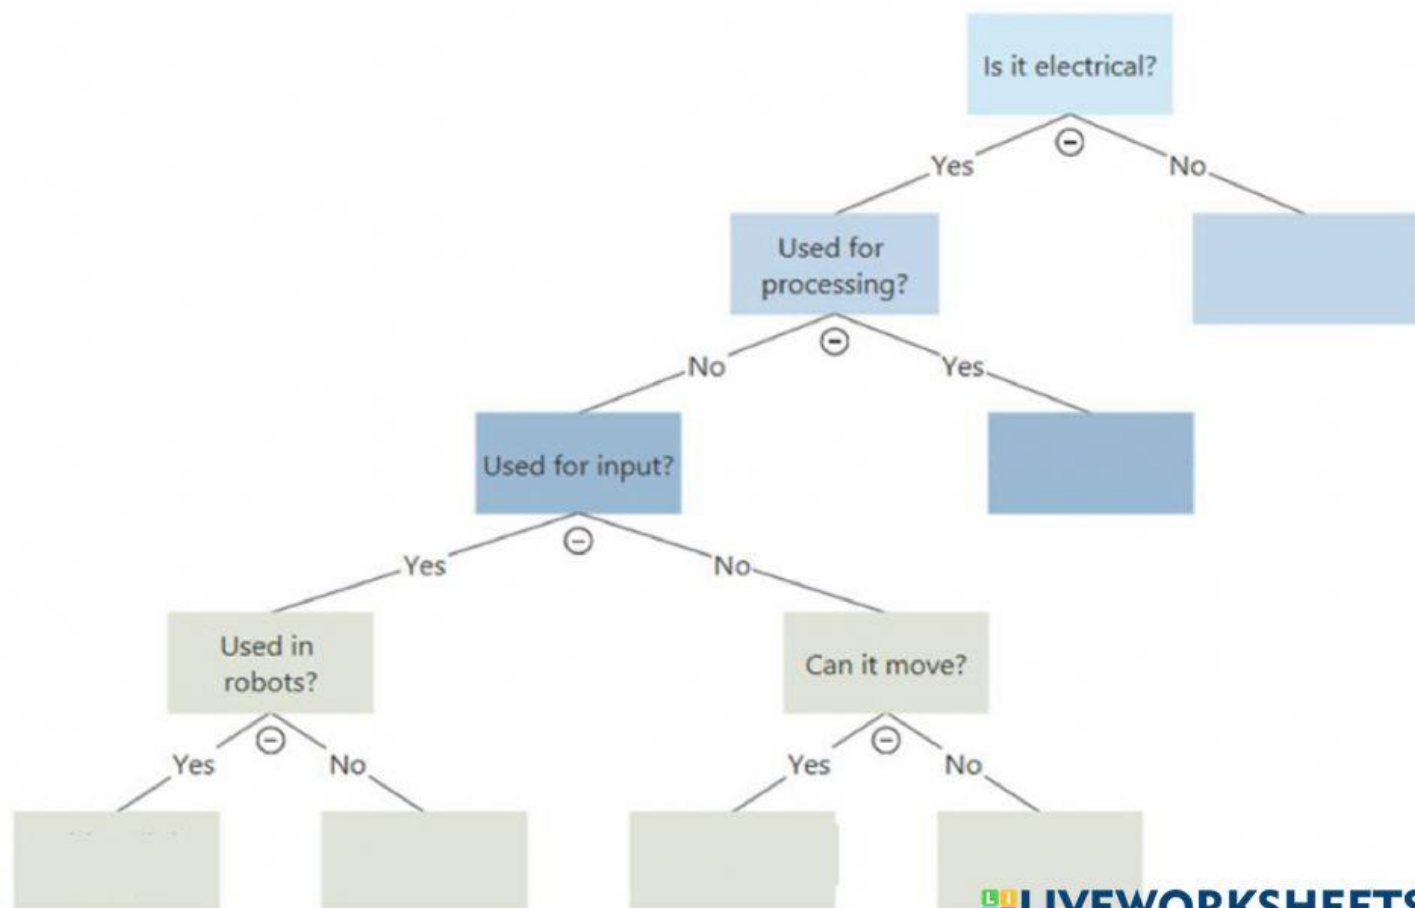 Is it electrical?
Yes
No
Used for
processing?
No
Yes
Used for input?
Yes
No
Used in
robots?
Can it move?
Yes
No
Yes
No
LIVEWORKSHEETS